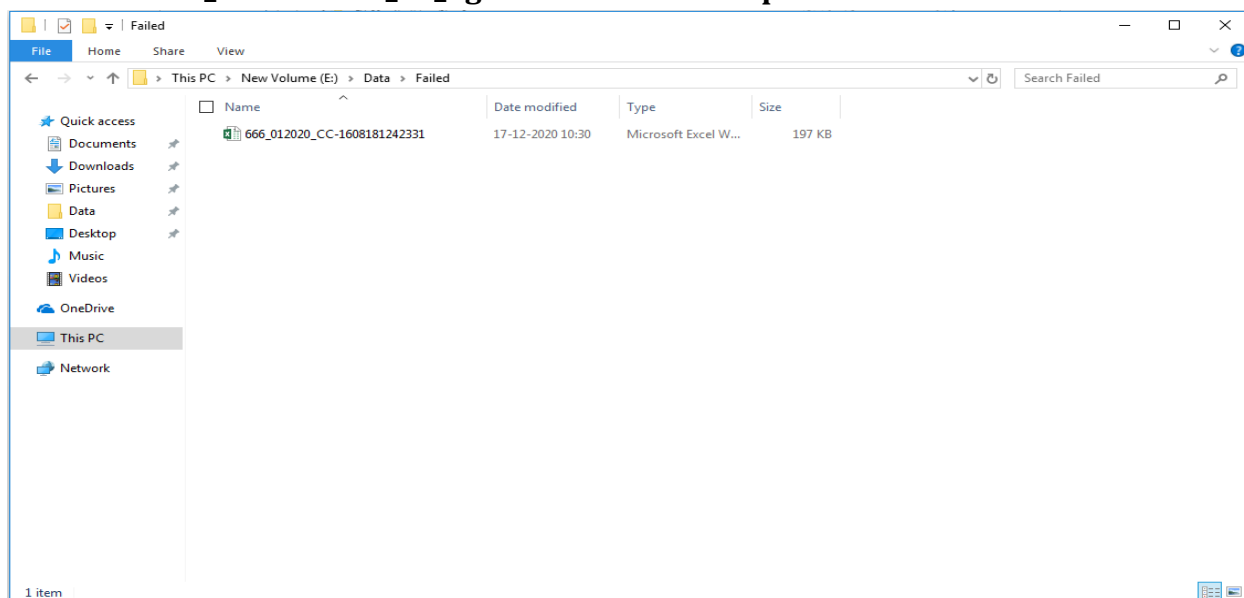 Failed
File Home Share View
This PC > New Volume (E:) > Data > Failed
Search Failed
Name Date modified Type Size
666_012020_CC-1608181242331 17-12-2020 10:30 Microsoft Excel W... 197 KB
Quick access
Documents
Downloads
Pictures
Data
Desktop
Music
Videos
OneDrive
This PC
Network
1 item